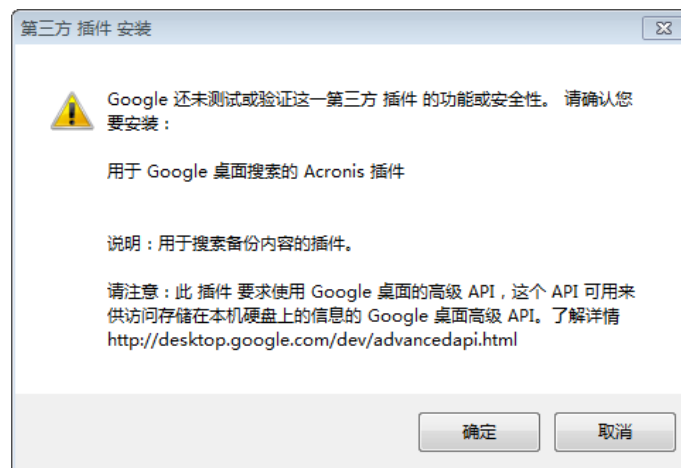 第三方 插件 安装
Google 还未测试或验证这一第三方 插件 的功能或安全性。 请确认您
要安装：
用于 Google 桌面搜索的 Acronis 插件
说明：用于搜索备份内容的插件。
请注意：此 插件 要求使用 Google 桌面的高级 API，这个 API 可用来
供访问存储在本机硬盘上的信息的 Google 桌面高级 API。了解详情
http://desktop.google.com/dev/advancedapi.html
确定
取消